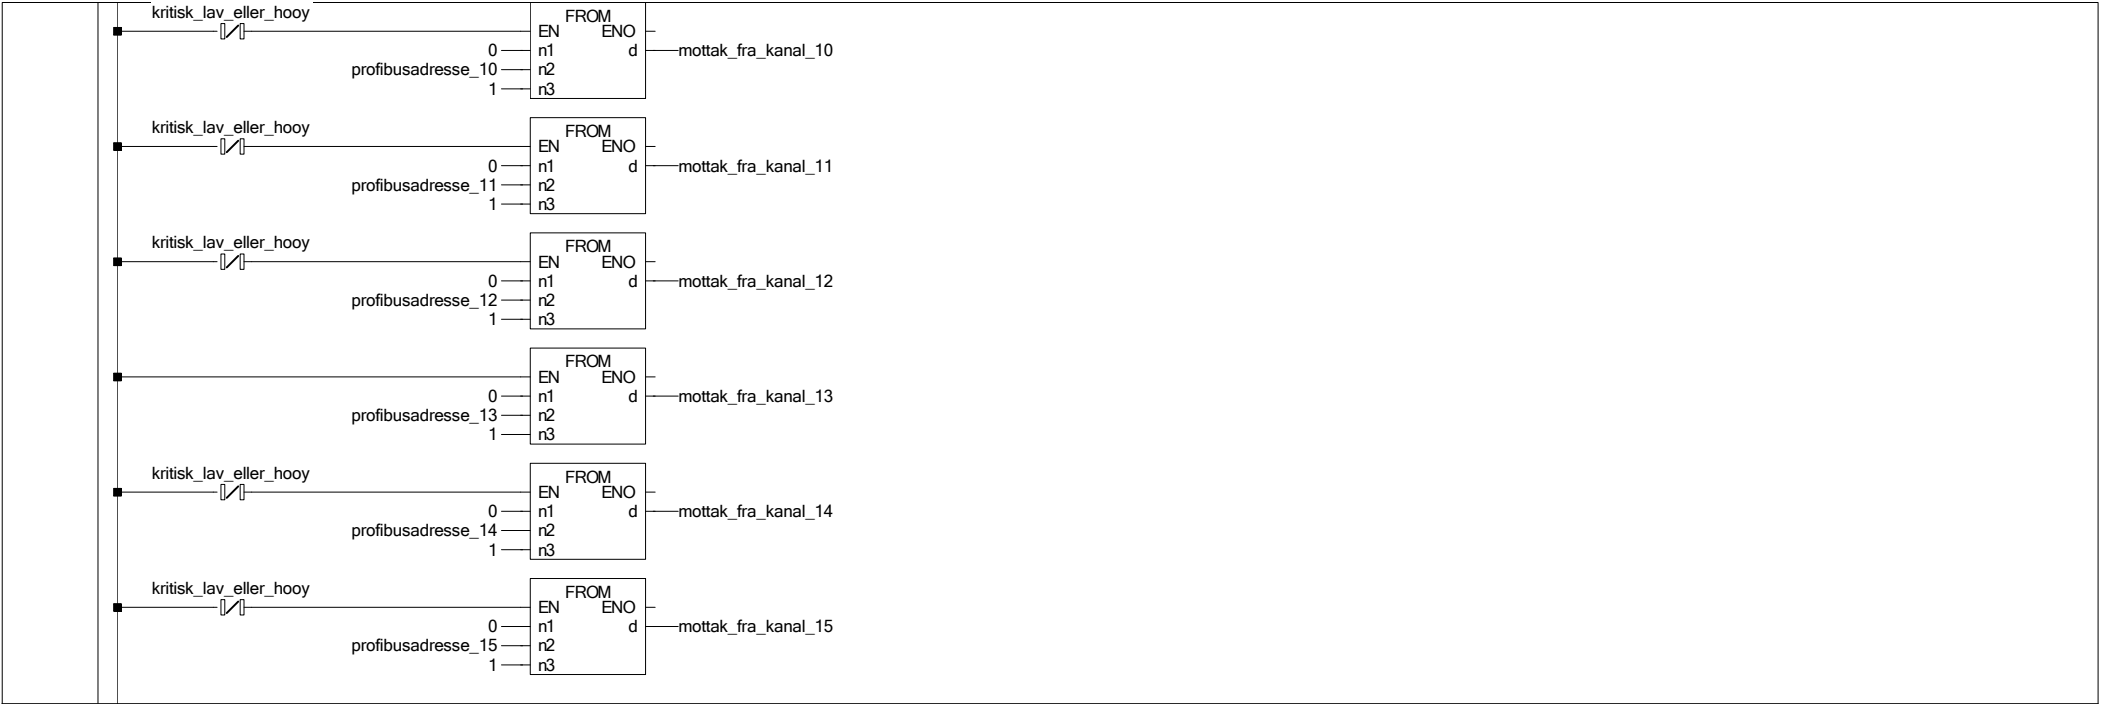 kritisk_lav_eller_hooy
FROM
EN ENO
0 n1 d mottak_fra_kanal_10
profibusadresse_10 n2
1 n3
kritisk_lav_eller_hooy
FROM
EN ENO
0 n1 d mottak_fra_kanal_11
profibusadresse_11 n2
1 n3
kritisk_lav_eller_hooy
FROM
EN ENO
0 n1 d mottak_fra_kanal_12
profibusadresse_12 n2
1 n3
FROM
EN ENO
0 n1 d mottak_fra_kanal_13
profibusadresse_13 n2
1 n3
kritisk_lav_eller_hooy
FROM
EN ENO
0 n1 d mottak_fra_kanal_14
profibusadresse_14 n2
1 n3
kritisk_lav_eller_hooy
FROM
EN ENO
0 n1 d mottak_fra_kanal_15
profibusadresse_15 n2
1 n3